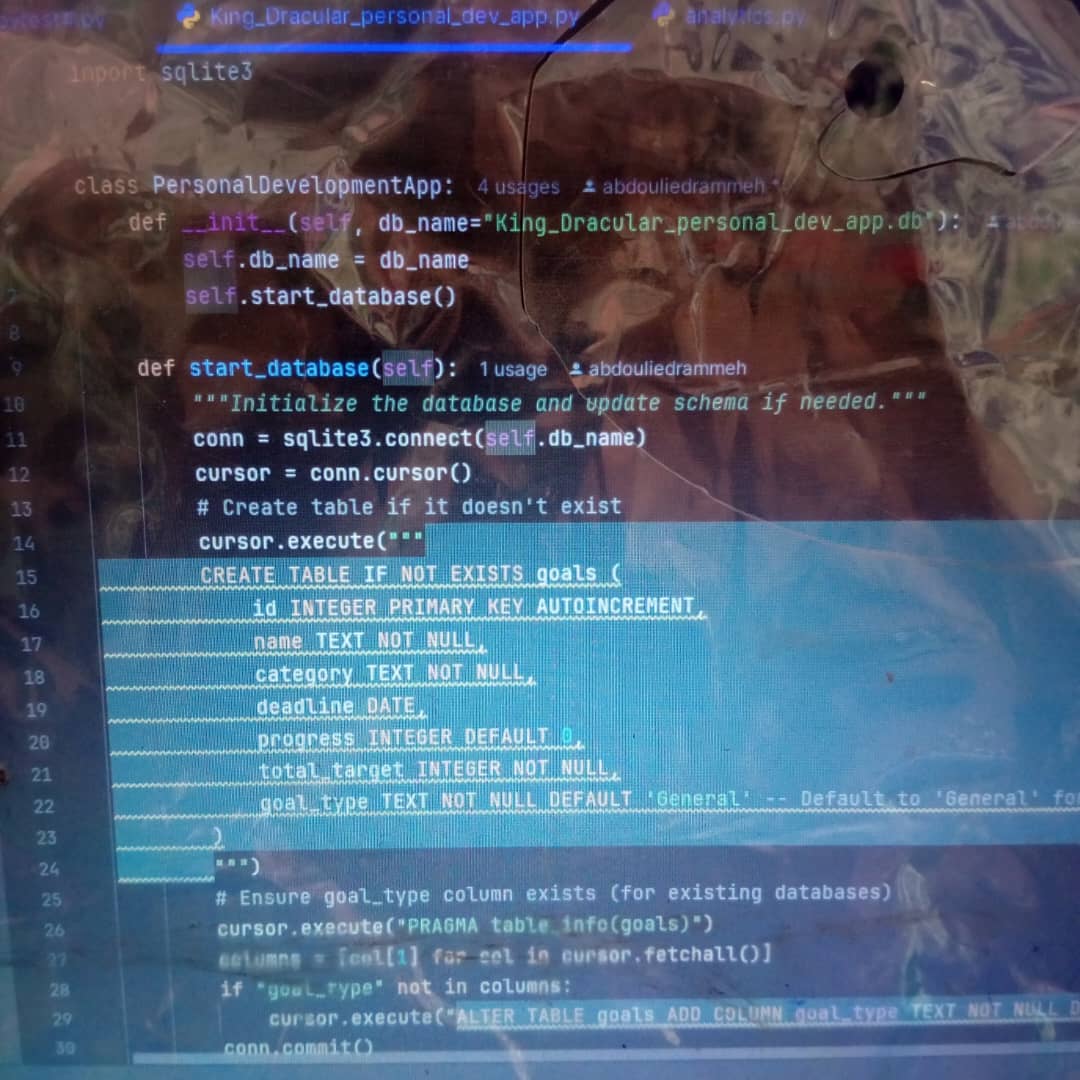 King_Dracular_personal_dev_app.py
analytics.py
import sqlite3
class PersonalDevelopmentApp: 4 usages abdouliedrammeh *
def __init__(self, db_name="King_Dracular_personal_dev_app.db"):
self.db_name = db_name
7 self.start_database()
8
9 def start_database(self): 1 usage abdouliedrammeh
10 """Initialize the database and update schema if needed."""
11 conn = sqlite3.connect(self.db_name)
12 cursor = conn.cursor()
13 # Create table if it doesn't exist
14 cursor.execute("""
15 CREATE TABLE IF NOT EXISTS goals (
16 id INTEGER PRIMARY KEY AUTOINCREMENT,
17 name TEXT NOT NULL,
18 category TEXT NOT NULL,
19 deadline DATE,
20 progress INTEGER DEFAULT 0,
21 total_target INTEGER NOT NULL,
22 goal_type TEXT NOT NULL DEFAULT 'General' -- Default to 'General' fo
23 )
24 """)
25 # Ensure goal_type column exists (for existing databases)
26 cursor.execute("PRAGMA table_info(goals)")
27 columns = [col[1] for col in cursor.fetchall()]
28 if "goal_type" not in columns:
29 cursor.execute("ALTER TABLE goals ADD COLUMN goal_type TEXT NOT NULL D
30 conn.commit()